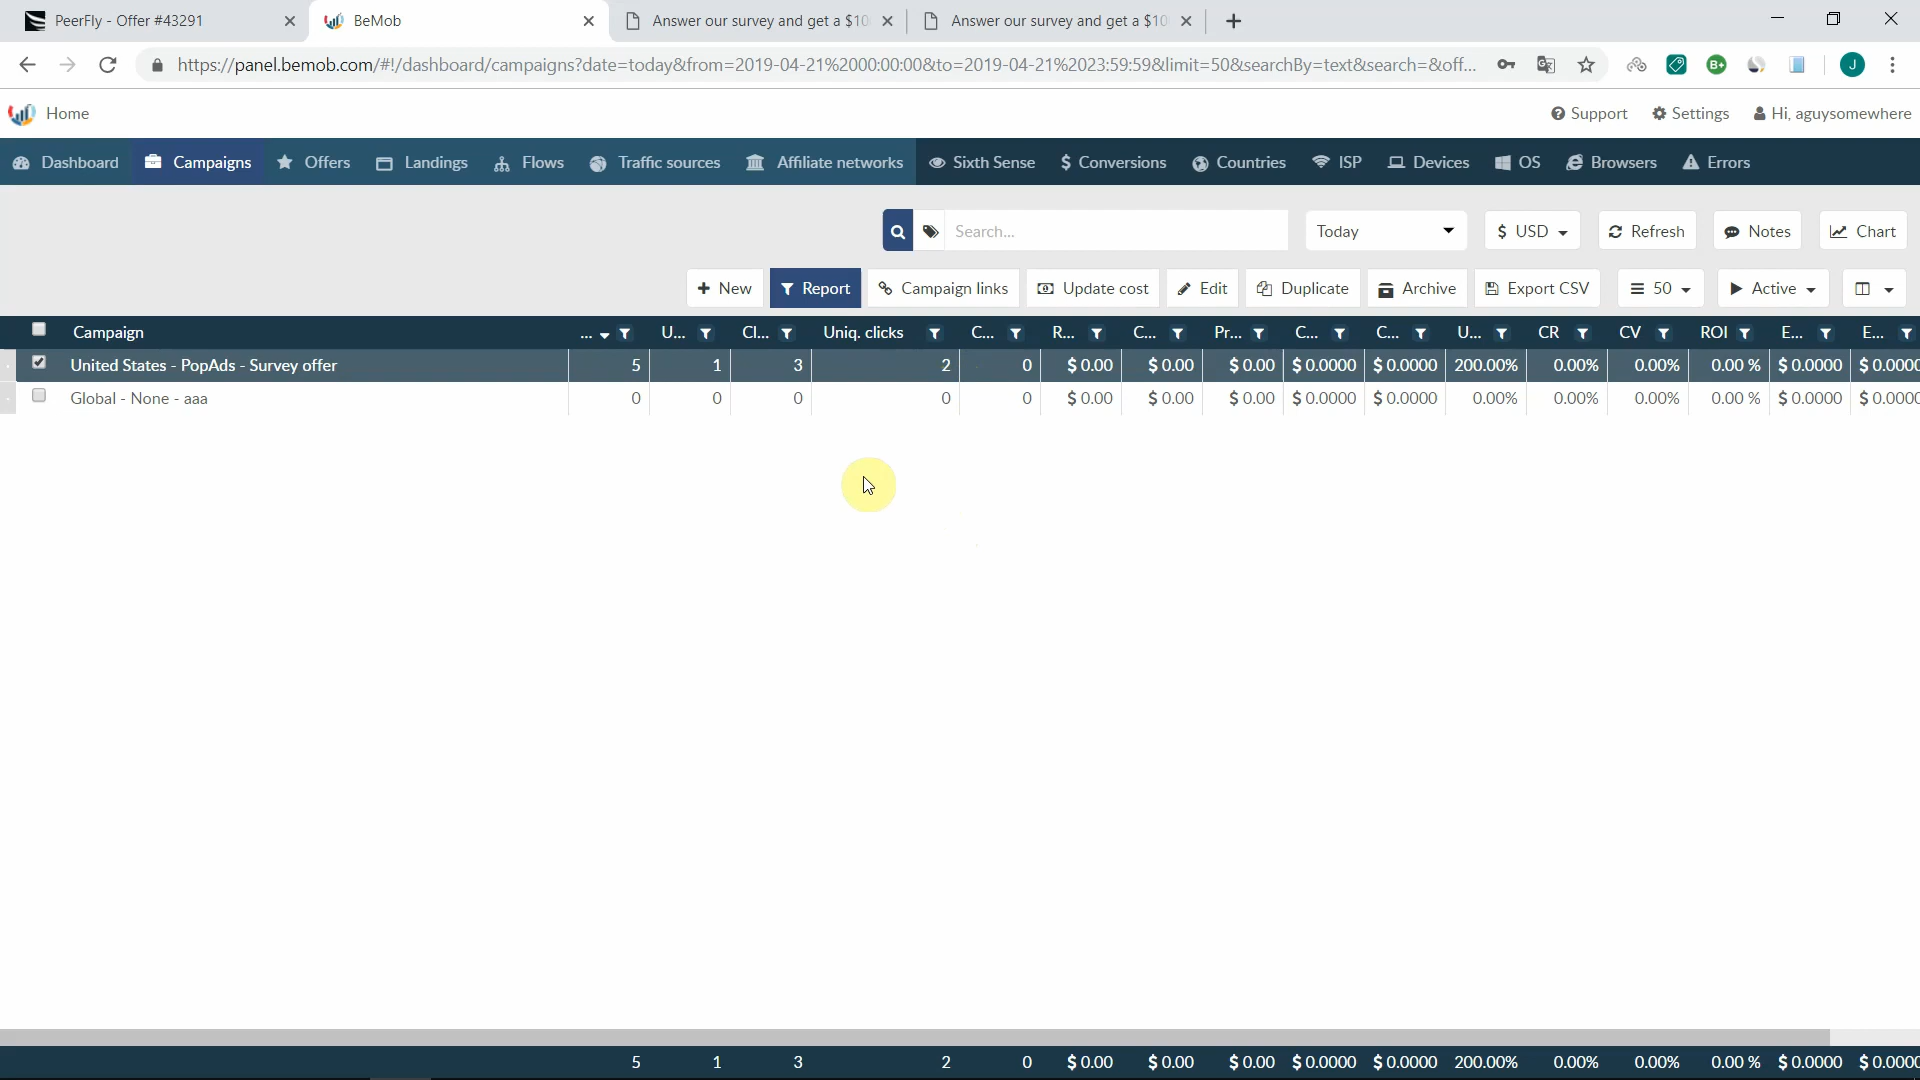 PeerFly - Offer #43291
BeMob
Answer our survey and get a $10
Answer our survey and get a $10
https://panel.bemob.com/#!/dashboard/campaigns?date=today&from=2019-04-21%2000:00:00&to=2019-04-21%2023:59:59&limit=50&searchBy=text&search=&off...
B+
J
Home
Support
Settings
Hi, aguysomewhere
Dashboard
Campaigns
Offers
Landings
Flows
Traffic sources
Affiliate networks
Sixth Sense
$ Conversions
Countries
ISP
Devices
OS
Browsers
Errors
Search...
Today
$ USD
Refresh
Notes
Chart
+ New
Report
Campaign links
Update cost
Edit
Duplicate
Archive
Export CSV
50
Active
Campaign ... U... Cl... Uniq. clicks C... R... C... Pr... C... C... U... CR CV ROI E... E...
United States - PopAds - Survey offer 5 1 3 2 0 $ 0.00 $ 0.00 $ 0.00 $ 0.0000 $ 0.0000 200.00% 0.00% 0.00% 0.00 % $ 0.0000 $ 0.000
Global - None - aaa 0 0 0 0 0 $ 0.00 $ 0.00 $ 0.00 $ 0.0000 $ 0.0000 0.00% 0.00% 0.00% 0.00 % $ 0.0000 $ 0.000
5 1 3 2 0 $ 0.00 $ 0.00 $ 0.00 $ 0.0000 $ 0.0000 200.00% 0.00% 0.00% 0.00 % $ 0.0000 $ 0.000